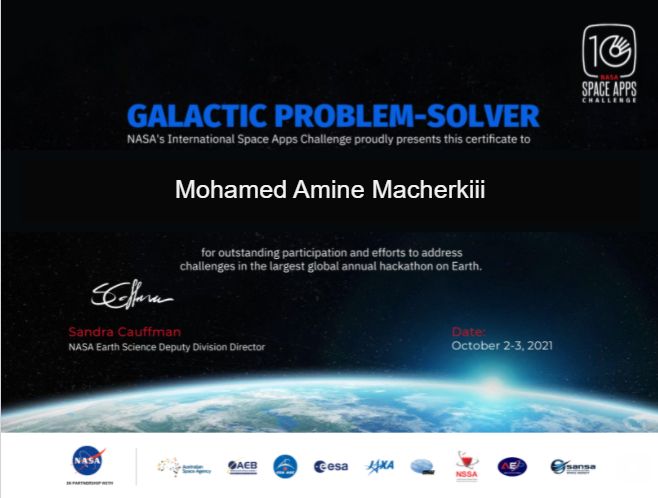 10
NASA
SPACE APPS
CHALLENGE
GALACTIC PROBLEM-SOLVER
NASA's International Space Apps Challenge proudly presents this certificate to
Mohamed Amine Macherkiii
for outstanding participation and efforts to address
challenges in the largest global annual hackathon on Earth.
Sandra Cauffman
NASA Earth Science Deputy Division Director
Date:
October 2-3, 2021
NASA
IN PARTNERSHIP WITH
Australian
Space Agency
AEB
esa
JAXA
NSSA
sansa